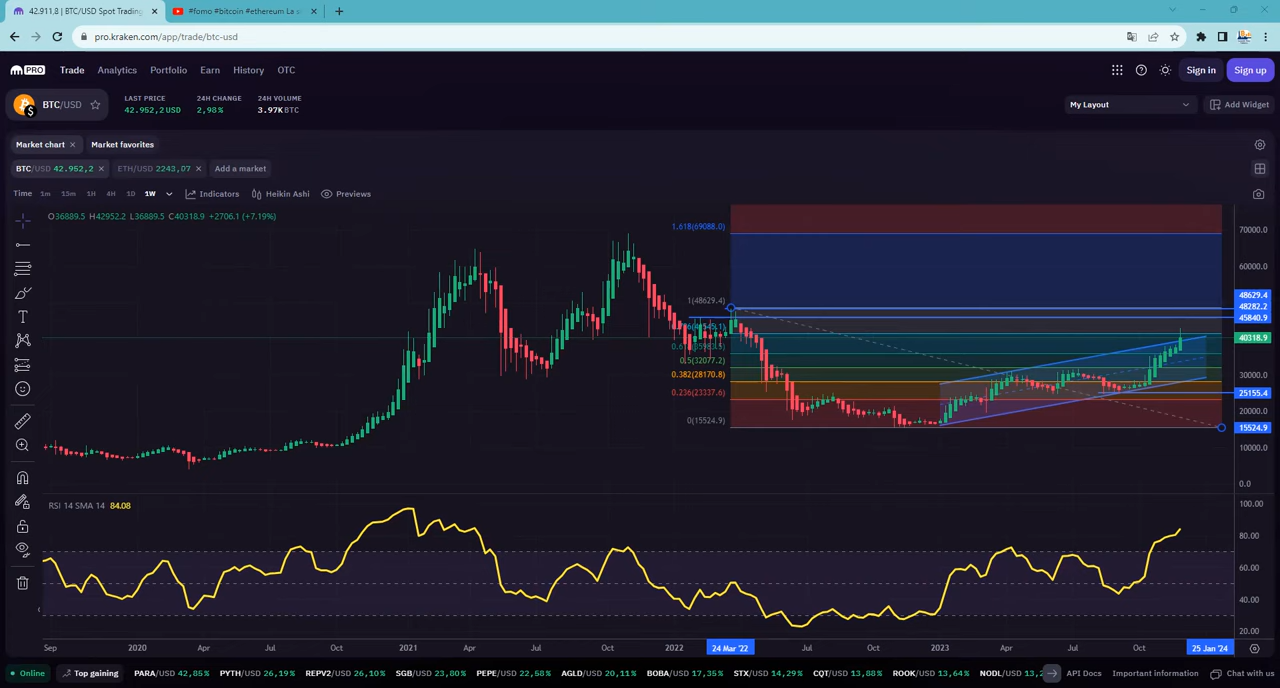 42.911,8 | BTC/USD Spot Trading
#fomo #bitcoin #ethereum La
pro.kraken.com/app/trade/btc-usd
PRO Trade Analytics Portfolio Earn History OTC Sign in Sign up
BTC/USD
LAST PRICE 24H CHANGE 24H VOLUME
42.952,2 USD 2,98% 3.97K BTC
My Layout Add Widget
Market chart Market favorites
BTC/USD 42.952,2 ETH/USD 2243,07 Add a market
Time 1m 15m 1H 4H 1D 1W Indicators Heikin Ashi Previews
O36889.5 H42952.2 L36889.5 C40318.9 +2706.1 (+7.19%)
1.618(69088.0)
1(48629.4)
0.5(32077.2)
0.382(28170.8)
0.236(23337.6)
0(15524.9)
70000.0
60000.0
48629.4
48282.2
45840.9
40318.9
30000.0
25155.4
20000.0
15524.9
10000.0
0.0
RSI 14 SMA 14 84.08
100.00
80.00
60.00
40.00
20.00
Sep 2020 Apr Jul Oct 2021 Apr Jul Oct 2022 24 Mar '22 Jul Oct 2023 Apr Jul Oct 25 Jan '24
Online Top gaining PARA/USD 42,85% PYTH/USD 26,19% REPV2/USD 26,10% SGB/USD 23,80% PEPE/USD 22,58% AGLD/USD 20,11% BOBA/USD 17,35% STX/USD 14,29% CQT/USD 13,88% ROOK/USD 13,64% NODL/USD API Docs Important information Chat with us